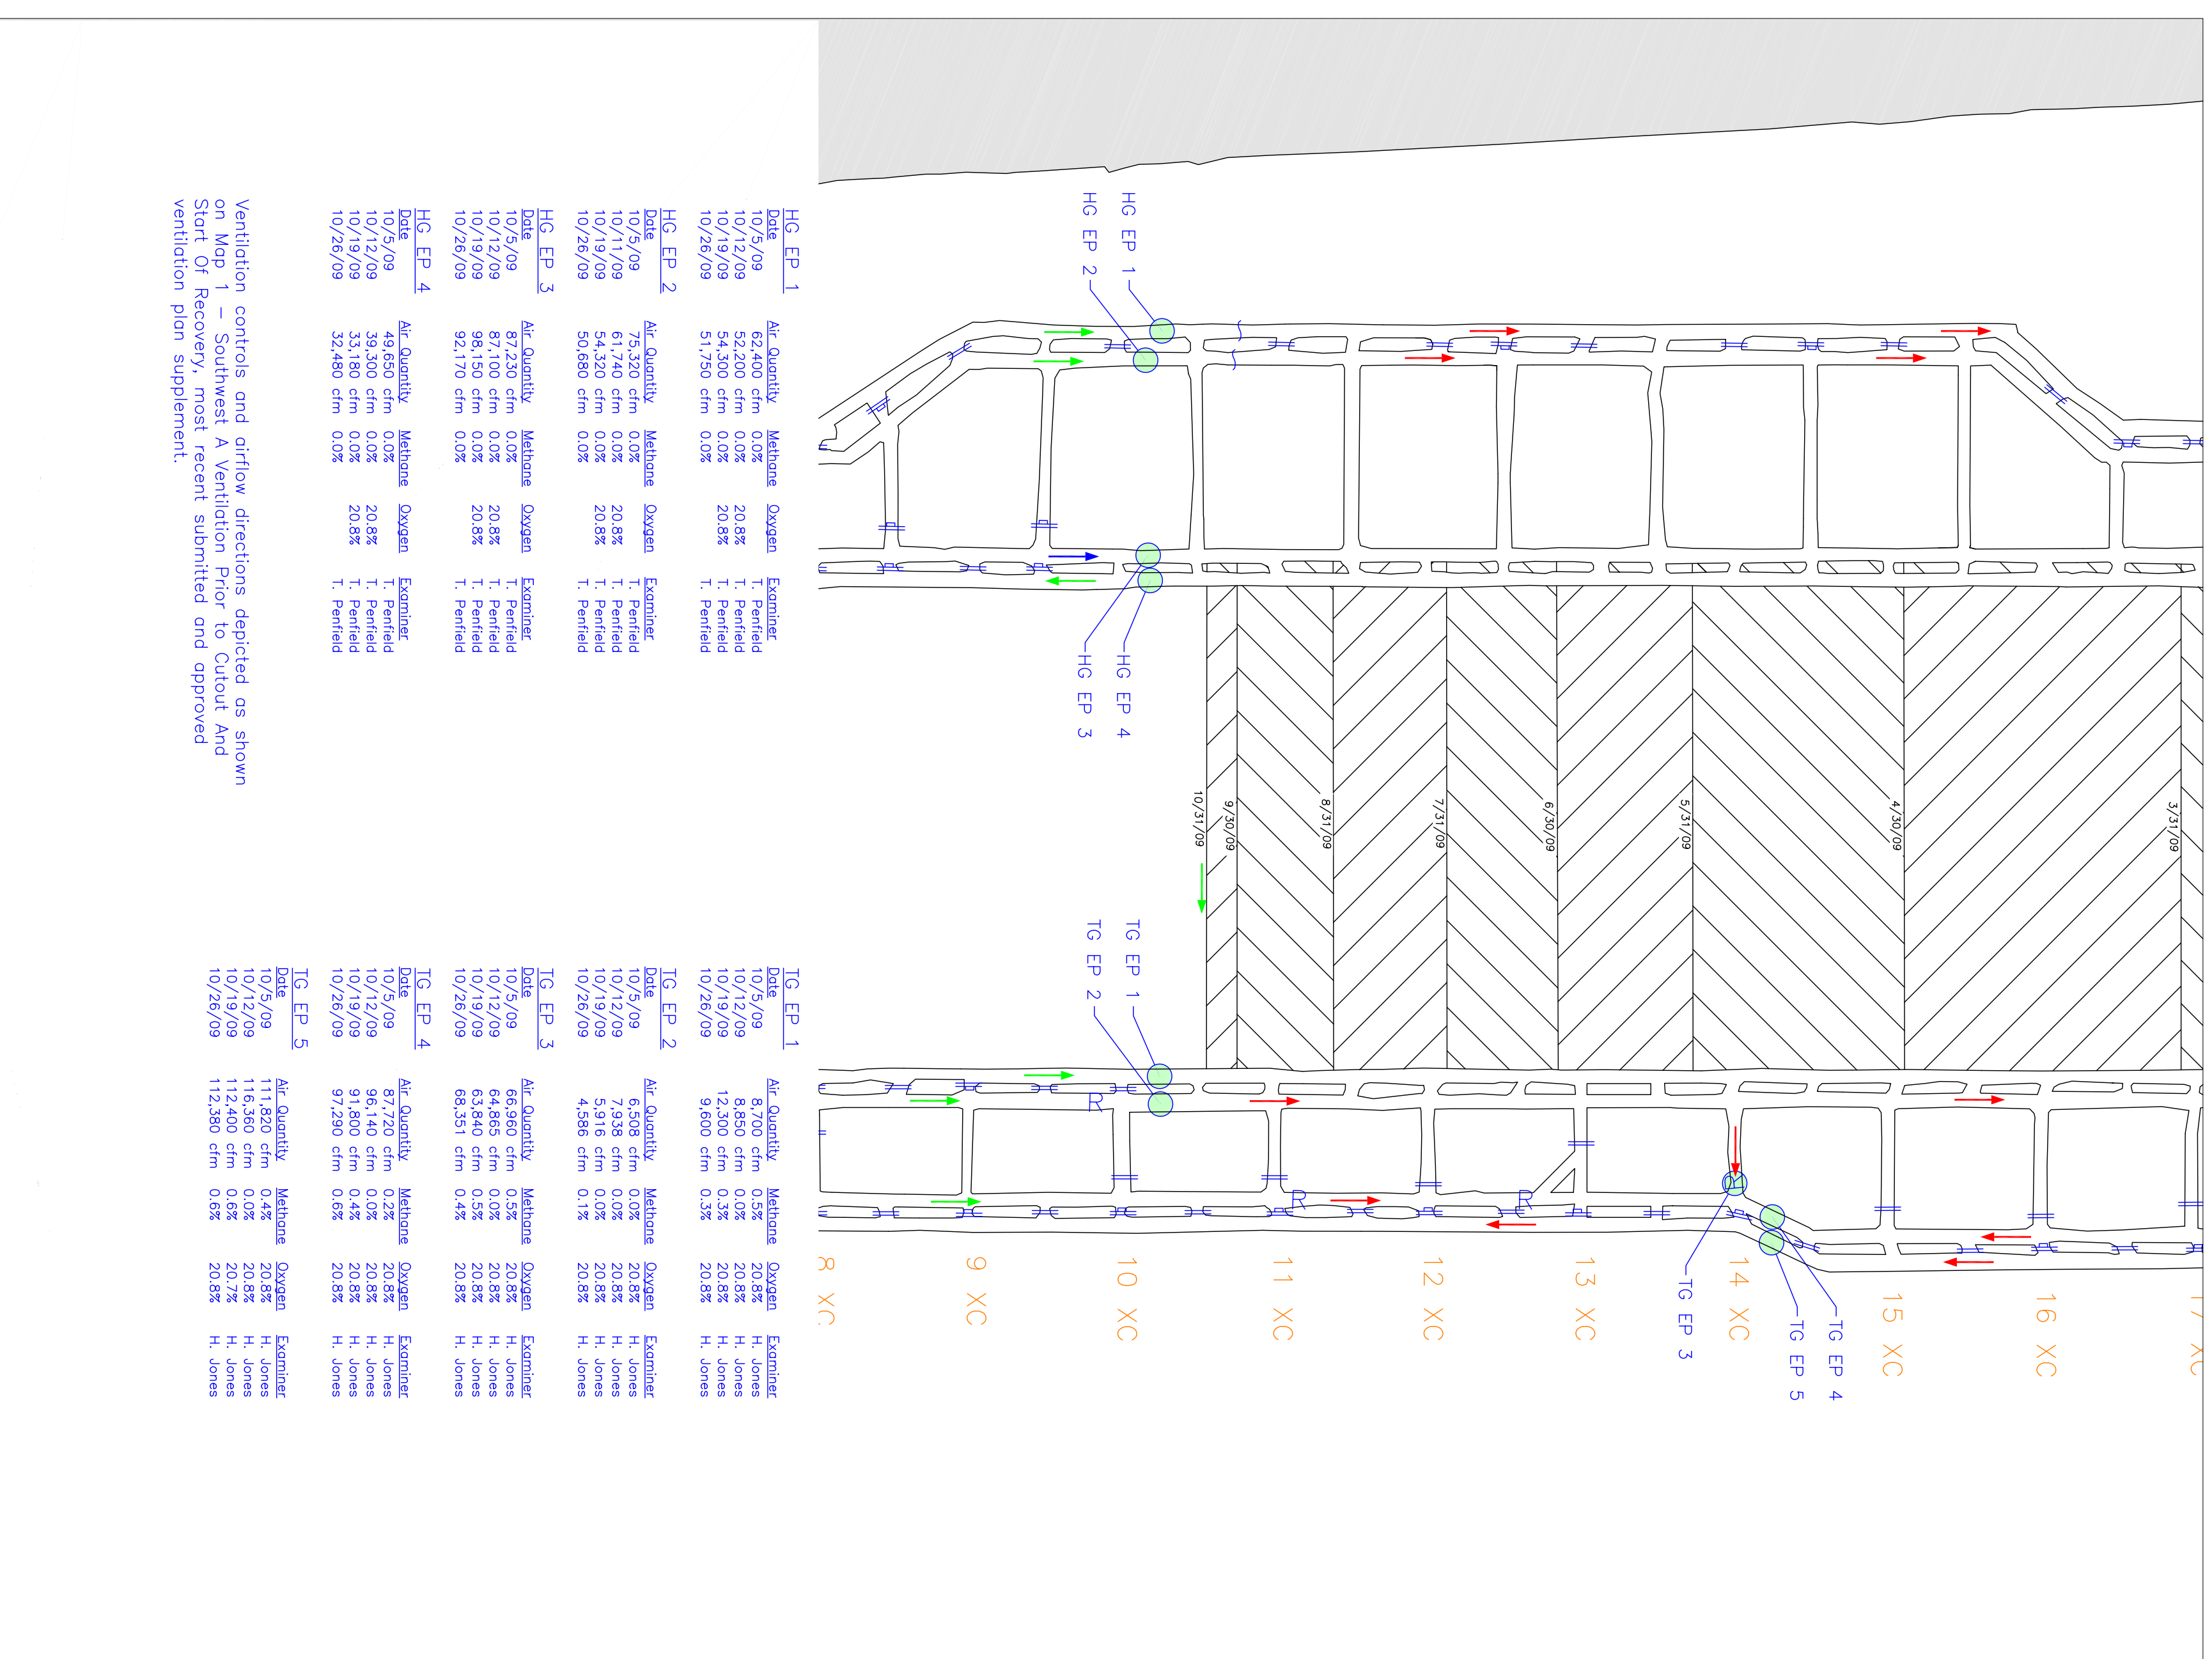 HG EP 1
HG EP 2
HG EP 4
HG EP 3
3/31/09
4/30/09
5/31/09
6/30/09
7/31/09
8/31/09
9/30/09
10/31/09
TG EP 1
TG EP 2
R
R
R
TG EP 4
TG EP 5
TG EP 3
16 XC
15 XC
14 XC
13 XC
12 XC
11 XC
10 XC
9 XC
8 XC
HG EP 1
Date Air Quantity Methane Oxygen Examiner
10/5/09 62,400 cfm 0.0% T. Penfield
10/12/09 52,200 cfm 0.0% 20.8% T. Penfield
10/19/09 54,300 cfm 0.0% 20.8% T. Penfield
10/26/09 51,750 cfm 0.0% T. Penfield
HG EP 2
Date Air Quantity Methane Oxygen Examiner
10/5/09 75,320 cfm 0.0% T. Penfield
10/11/09 61,740 cfm 0.0% 20.8% T. Penfield
10/19/09 54,320 cfm 0.0% 20.8% T. Penfield
10/26/09 50,680 cfm 0.0% T. Penfield
HG EP 3
Date Air Quantity Methane Oxygen Examiner
10/5/09 87,230 cfm 0.0% T. Penfield
10/12/09 87,100 cfm 0.0% 20.8% T. Penfield
10/19/09 98,150 cfm 0.0% 20.8% T. Penfield
10/26/09 92,170 cfm 0.0% T. Penfield
HG EP 4
Date Air Quantity Methane Oxygen Examiner
10/5/09 49,650 cfm 0.0% T. Penfield
10/12/09 39,300 cfm 0.0% 20.8% T. Penfield
10/19/09 33,180 cfm 0.0% 20.8% T. Penfield
10/26/09 32,480 cfm 0.0% T. Penfield
Ventilation controls and airflow directions depicted as shown
on Map 1 – Southwest A Ventilation Prior to Cutout And
Start Of Recovery, most recent submitted and approved
ventilation plan supplement.
TG EP 1
Date Air Quantity Methane Oxygen Examiner
10/5/09 8,700 cfm 0.5% 20.8% H. Jones
10/12/09 8,850 cfm 0.0% 20.8% H. Jones
10/19/09 12,300 cfm 0.3% 20.8% H. Jones
10/26/09 9,600 cfm 0.3% 20.8% H. Jones
TG EP 2
Date Air Quantity Methane Oxygen Examiner
10/5/09 6,508 cfm 0.0% 20.8% H. Jones
10/12/09 7,938 cfm 0.0% 20.8% H. Jones
10/19/09 5,916 cfm 0.0% 20.8% H. Jones
10/26/09 4,586 cfm 0.1% 20.8% H. Jones
TG EP 3
Date Air Quantity Methane Oxygen Examiner
10/5/09 66,960 cfm 0.5% 20.8% H. Jones
10/12/09 64,865 cfm 0.0% 20.8% H. Jones
10/19/09 63,840 cfm 0.5% 20.8% H. Jones
10/26/09 68,351 cfm 0.4% 20.8% H. Jones
TG EP 4
Date Air Quantity Methane Oxygen Examiner
10/5/09 87,720 cfm 0.2% 20.8% H. Jones
10/12/09 96,140 cfm 0.0% 20.8% H. Jones
10/19/09 91,800 cfm 0.4% 20.8% H. Jones
10/26/09 97,290 cfm 0.6% 20.8% H. Jones
TG EP 5
Date Air Quantity Methane Oxygen Examiner
10/5/09 111,820 cfm 0.4% 20.8% H. Jones
10/12/09 116,360 cfm 0.0% 20.8% H. Jones
10/19/09 112,400 cfm 0.6% 20.7% H. Jones
10/26/09 112,380 cfm 0.6% 20.8% H. Jones